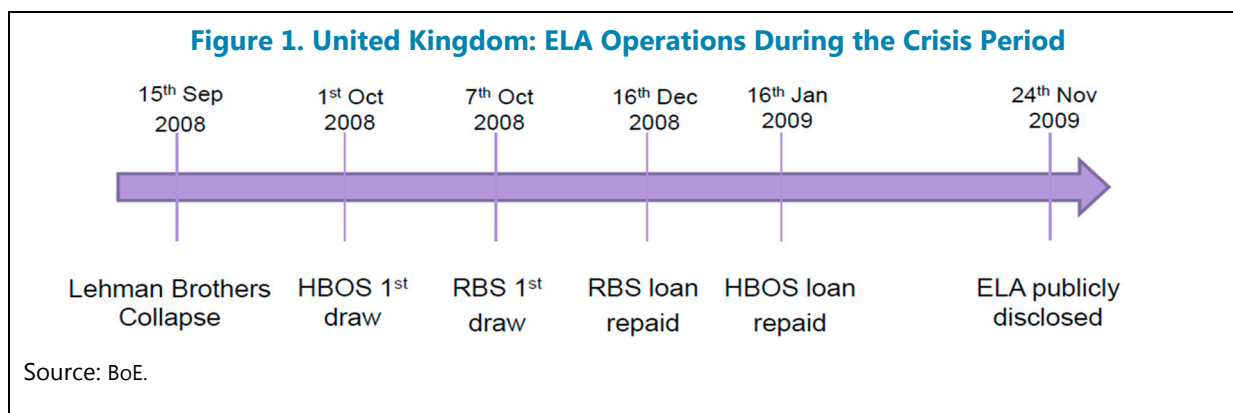 Figure 1. United Kingdom: ELA Operations During the Crisis Period
15th Sep 2008
1st Oct 2008
7th Oct 2008
16th Dec 2008
16th Jan 2009
24th Nov 2009
Lehman Brothers Collapse
HBOS 1st draw
RBS 1st draw
RBS loan repaid
HBOS loan repaid
ELA publicly disclosed
Source: BoE.